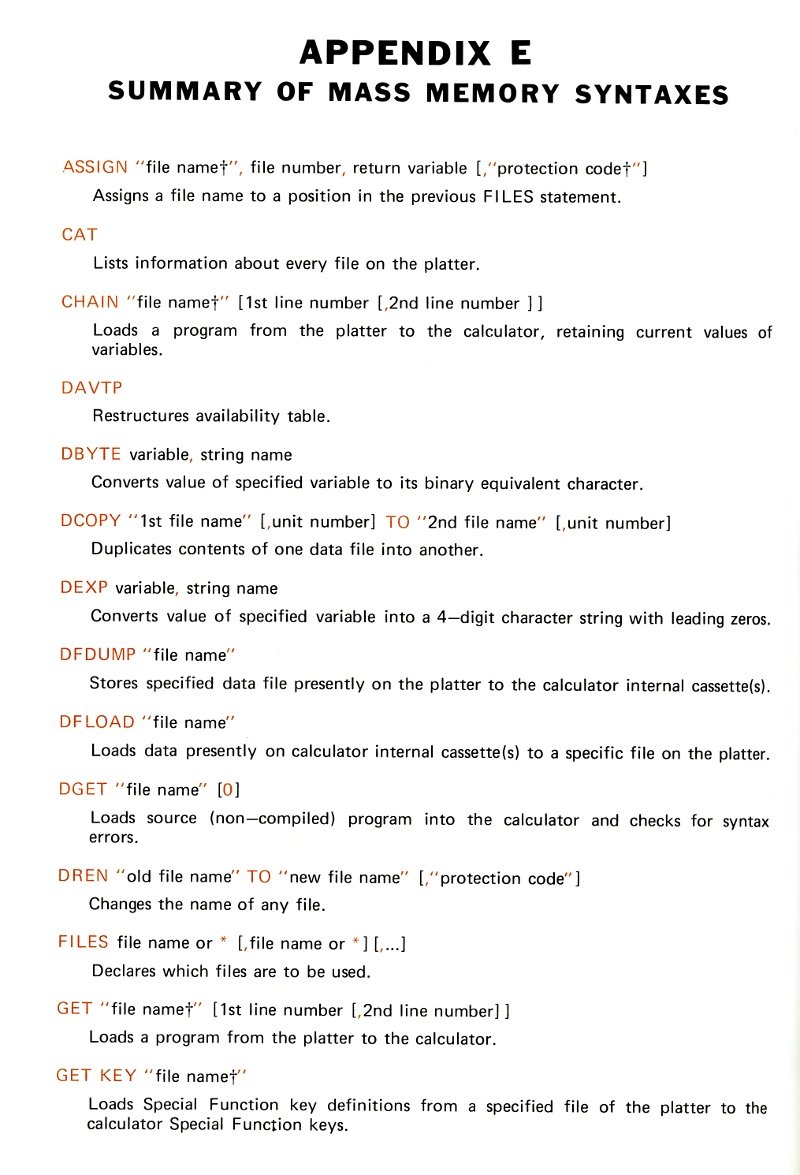 APPENDIX E
SUMMARY OF MASS MEMORY SYNTAXES
ASSIGN "file name†", file number, return variable [,"protection code†"]
Assigns a file name to a position in the previous FILES statement.
CAT
Lists information about every file on the platter.
CHAIN "file name†" [1st line number [,2nd line number ] ]
Loads a program from the platter to the calculator, retaining current values of
variables.
DAVTP
Restructures availability table.
DBYTE variable, string name
Converts value of specified variable to its binary equivalent character.
DCOPY "1st file name" [,unit number] TO "2nd file name" [,unit number]
Duplicates contents of one data file into another.
DEXP variable, string name
Converts value of specified variable into a 4–digit character string with leading zeros.
DFDUMP "file name"
Stores specified data file presently on the platter to the calculator internal cassette(s).
DFLOAD "file name"
Loads data presently on calculator internal cassette(s) to a specific file on the platter.
DGET "file name" [0]
Loads source (non–compiled) program into the calculator and checks for syntax
errors.
DREN "old file name" TO "new file name" [,"protection code"]
Changes the name of any file.
FILES file name or * [,file name or *] [,...]
Declares which files are to be used.
GET "file name†" [1st line number [,2nd line number] ]
Loads a program from the platter to the calculator.
GET KEY "file name†"
Loads Special Function key definitions from a specified file of the platter to the
calculator Special Function keys.